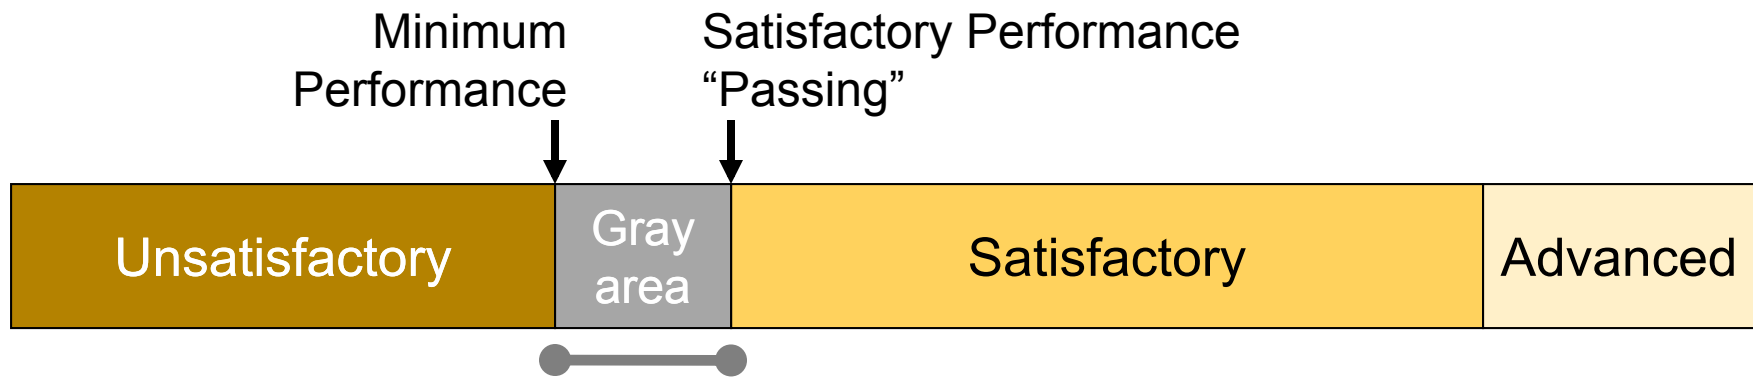 Minimum
Performance
Satisfactory Performance
“Passing”
Unsatisfactory
Gray
area
Satisfactory
Advanced